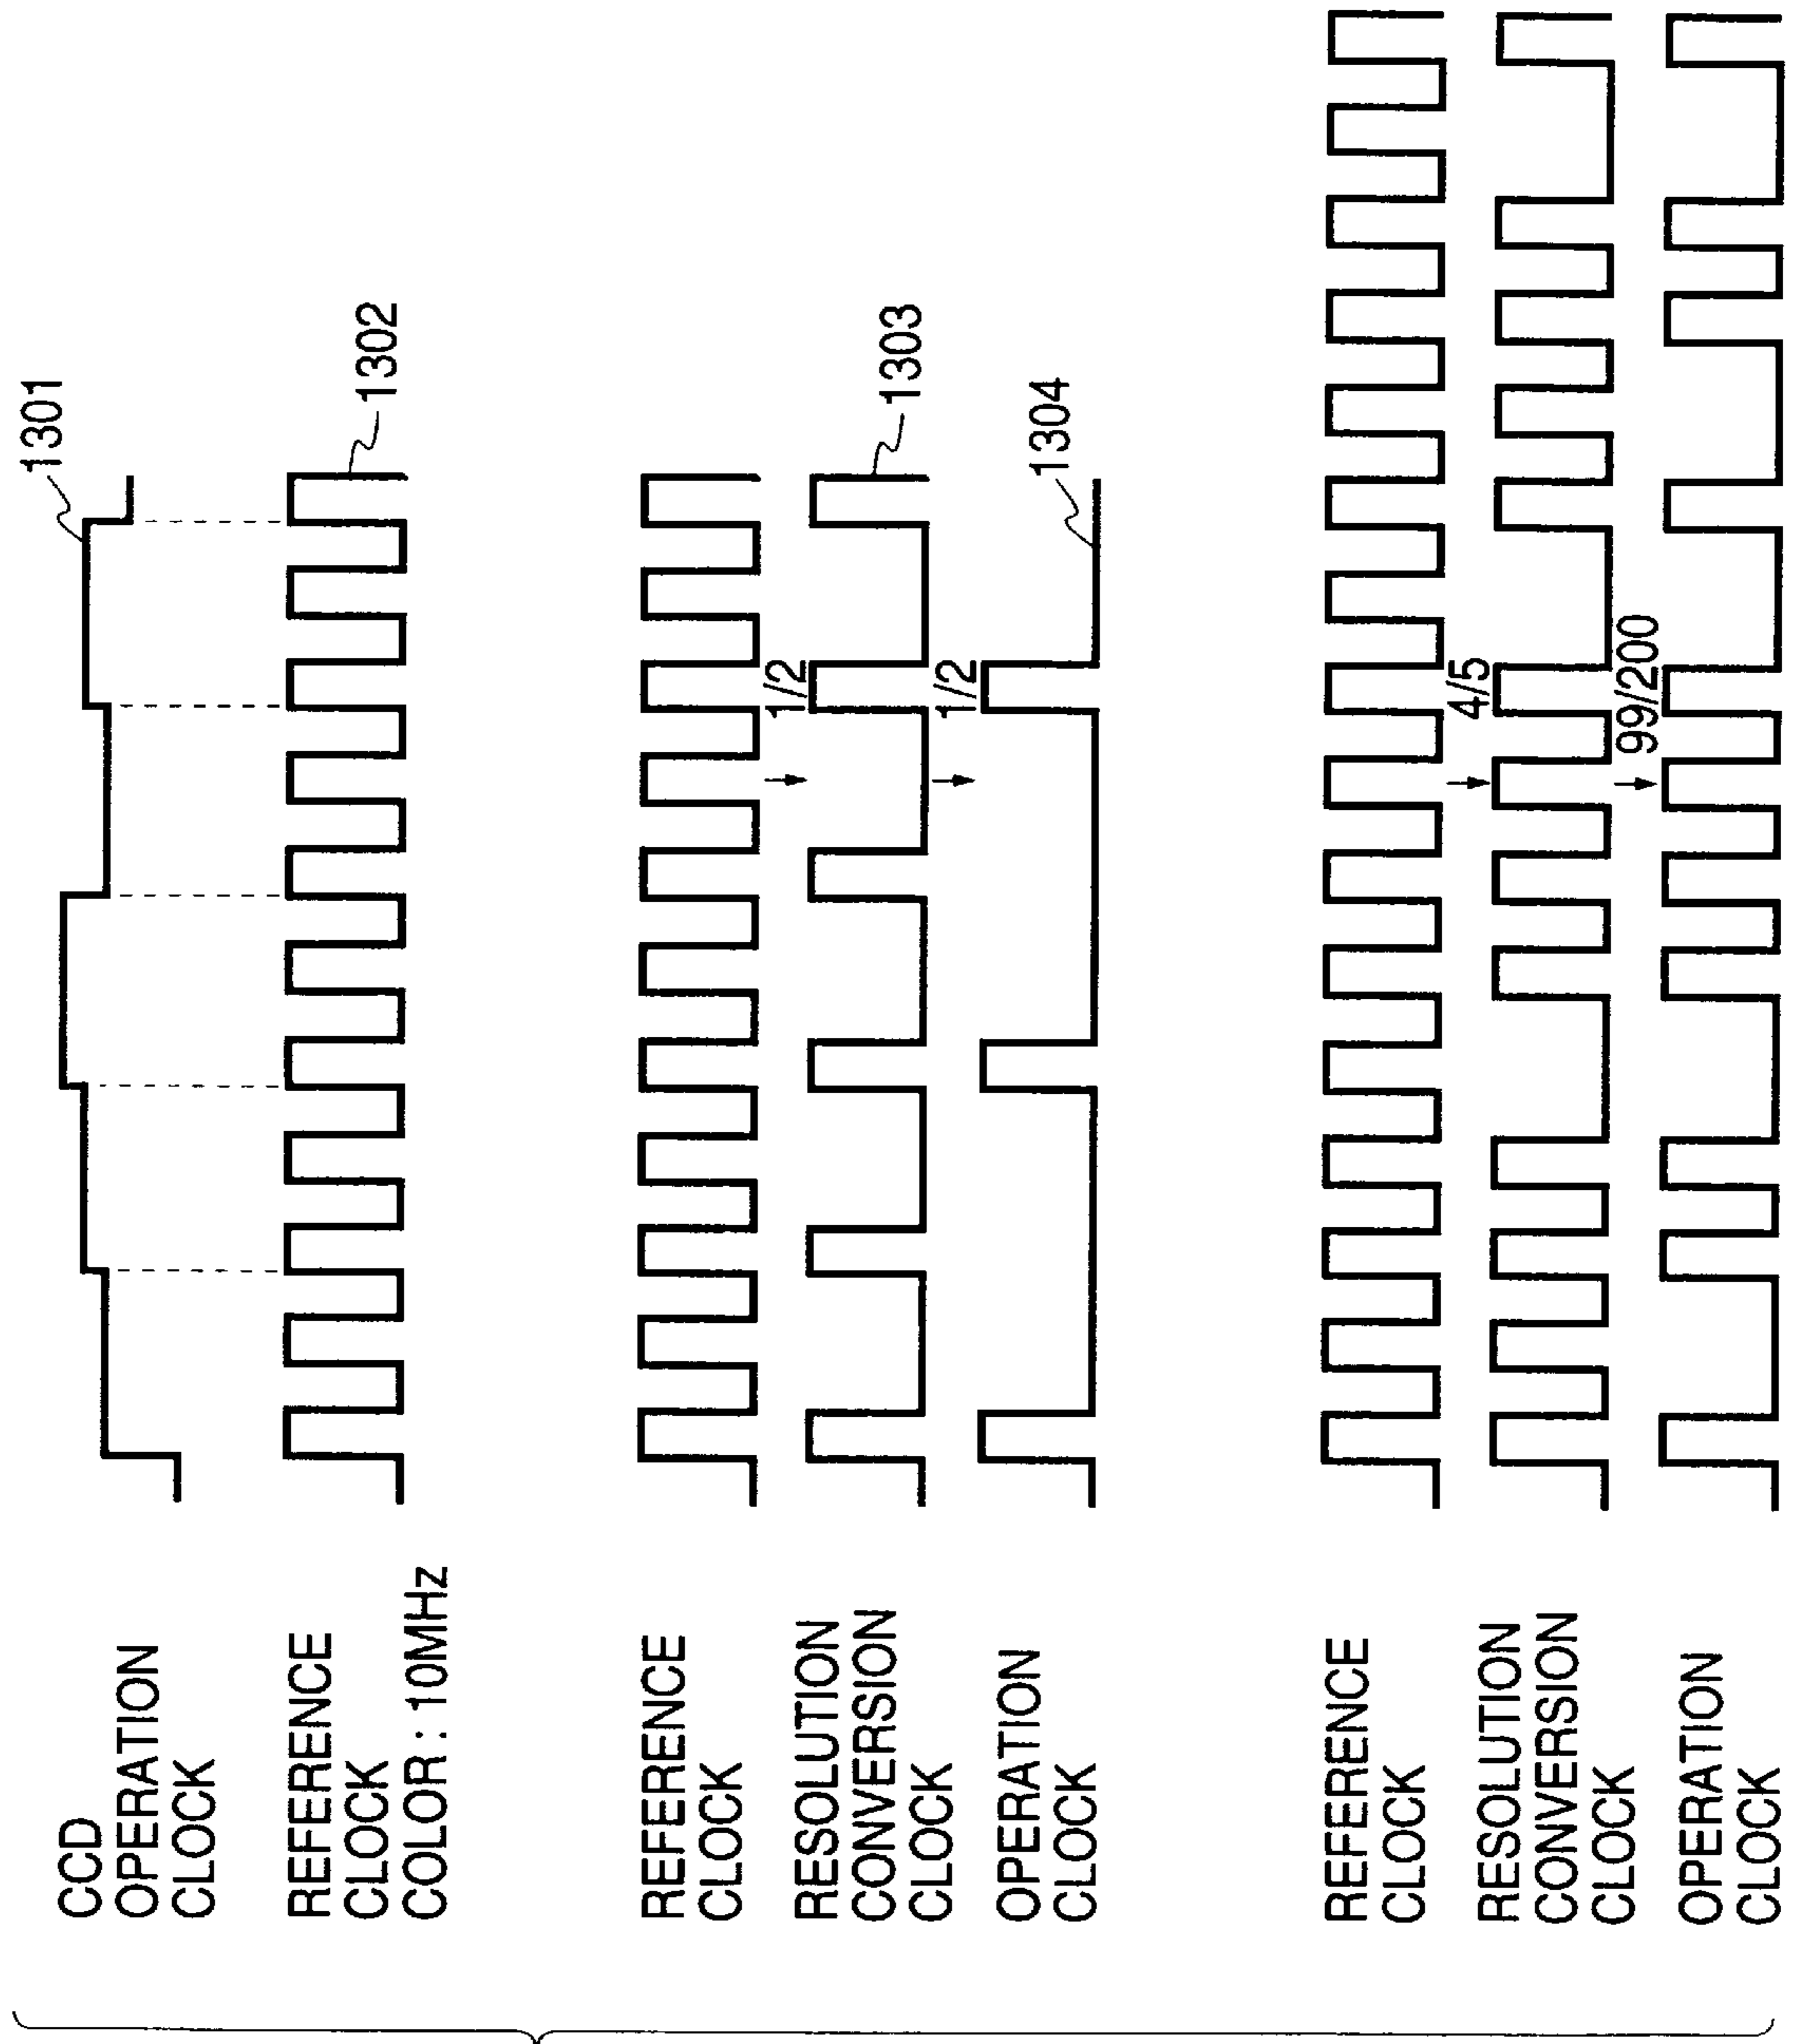 1301
CCD
OPERATION
CLOCK
1302
REFERENCE
CLOCK
COLOR : 10MHz
REFERENCE
CLOCK
1/2
1303
RESOLUTION
CONVERSION
CLOCK
1/2
1304
OPERATION
CLOCK
REFERENCE
CLOCK
4/5
RESOLUTION
CONVERSION
CLOCK
99/200
OPERATION
CLOCK